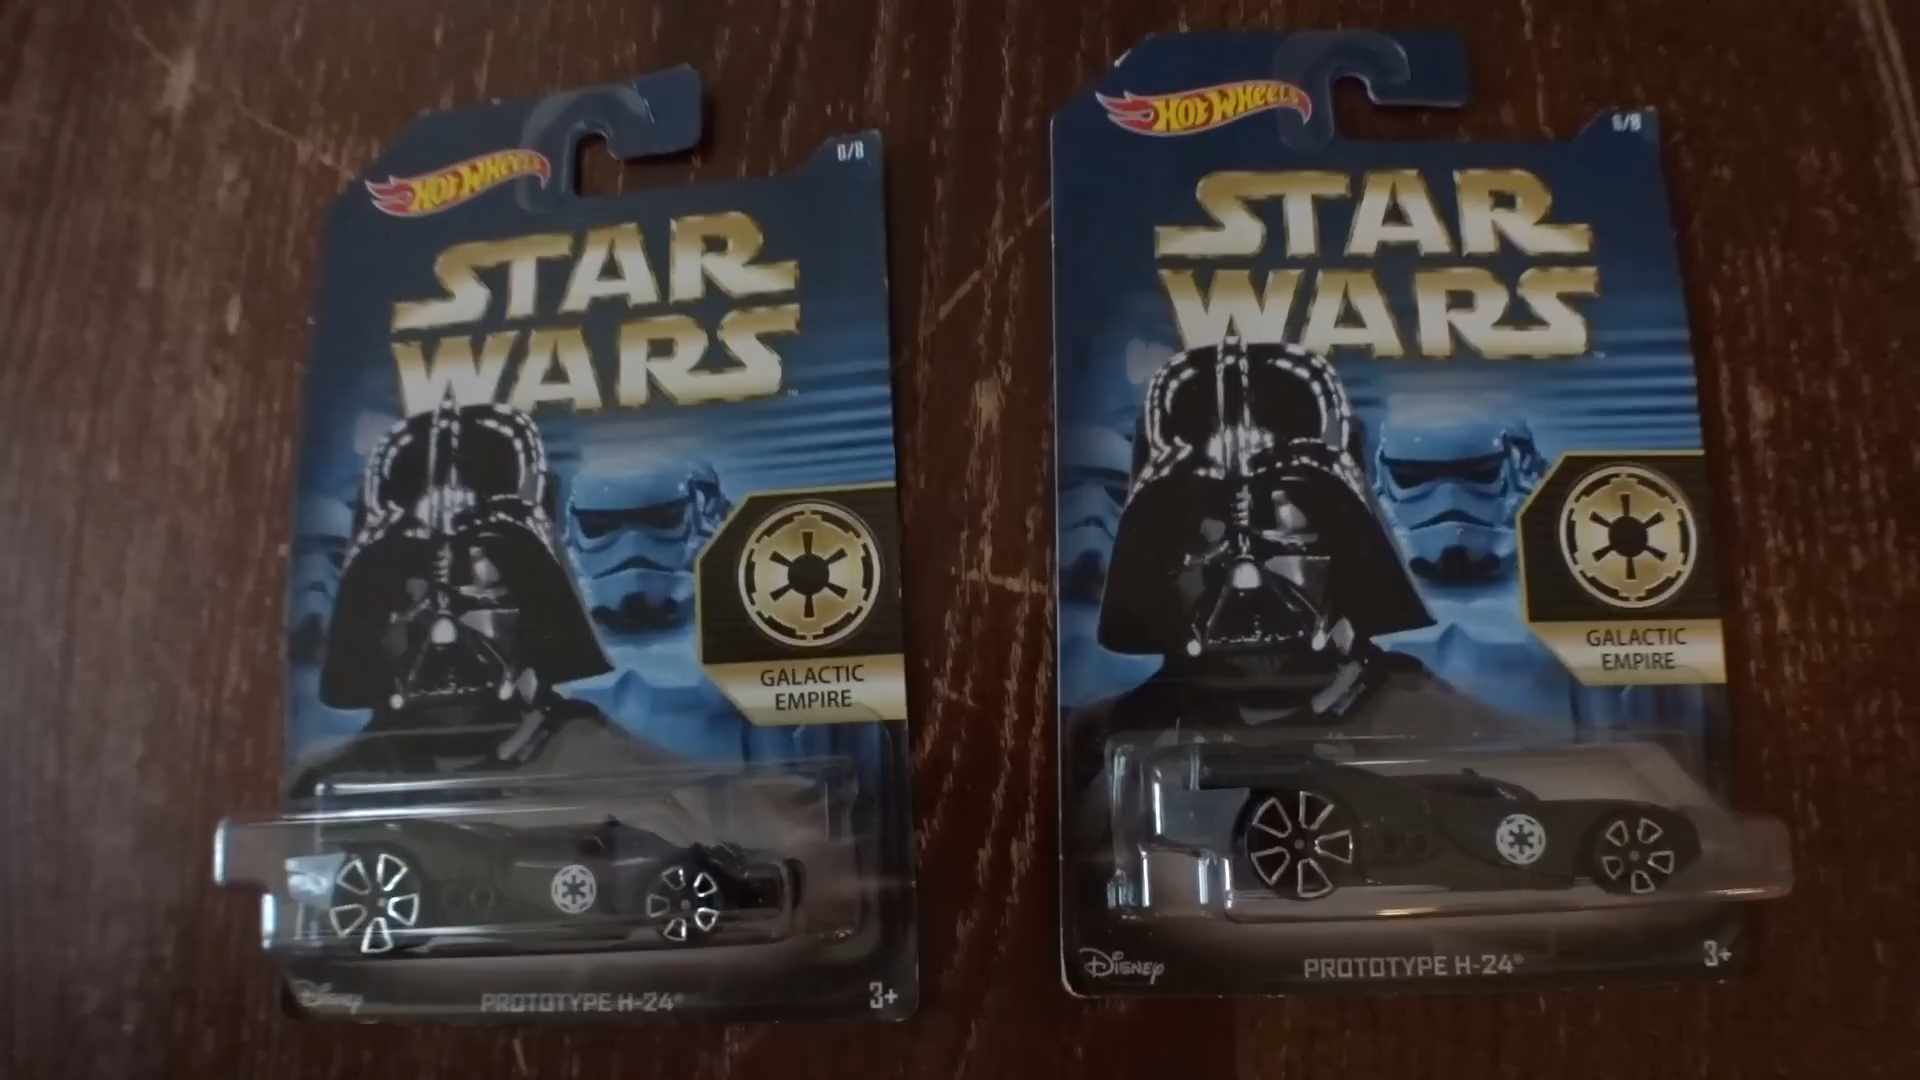 HOT WHEELS
6/8
STAR
WARS
™
GALACTIC
EMPIRE
Disney
PROTOTYPE H-24®
3+
HOT WHEELS
6/8
STAR
WARS
GALACTIC
EMPIRE
Disney
PROTOTYPE H-24®
3+